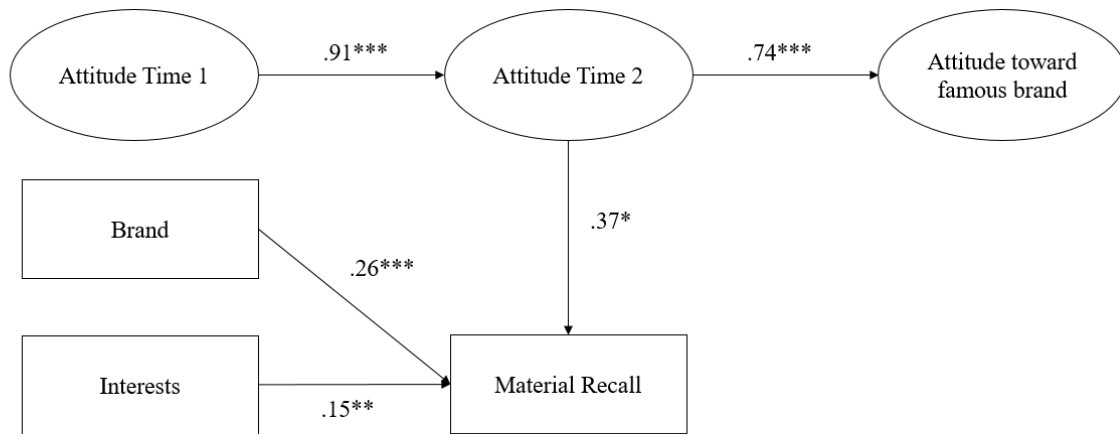 .91***
.74***
Attitude Time 1
Attitude Time 2
Attitude toward
famous brand
Brand
.37*
.26***
Interests
Material Recall
.15**